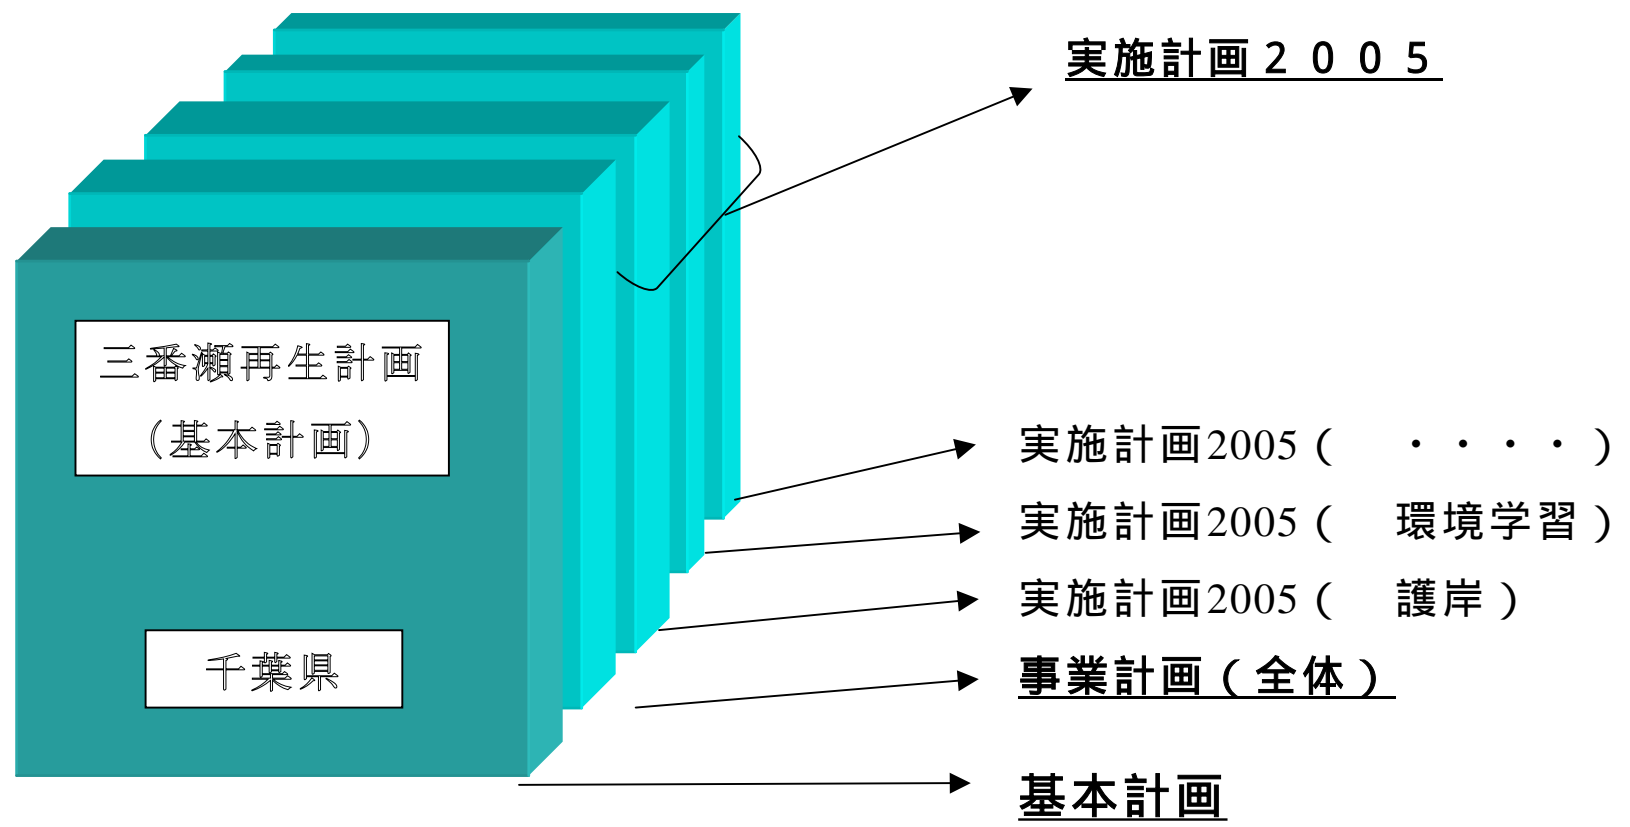 実施計画２００５
三番瀬再生計画
（基本計画）
千葉県
実施計画2005（　・・・・）
実施計画2005（　環境学習）
実施計画2005（　護岸）
事業計画（全体）
基本計画